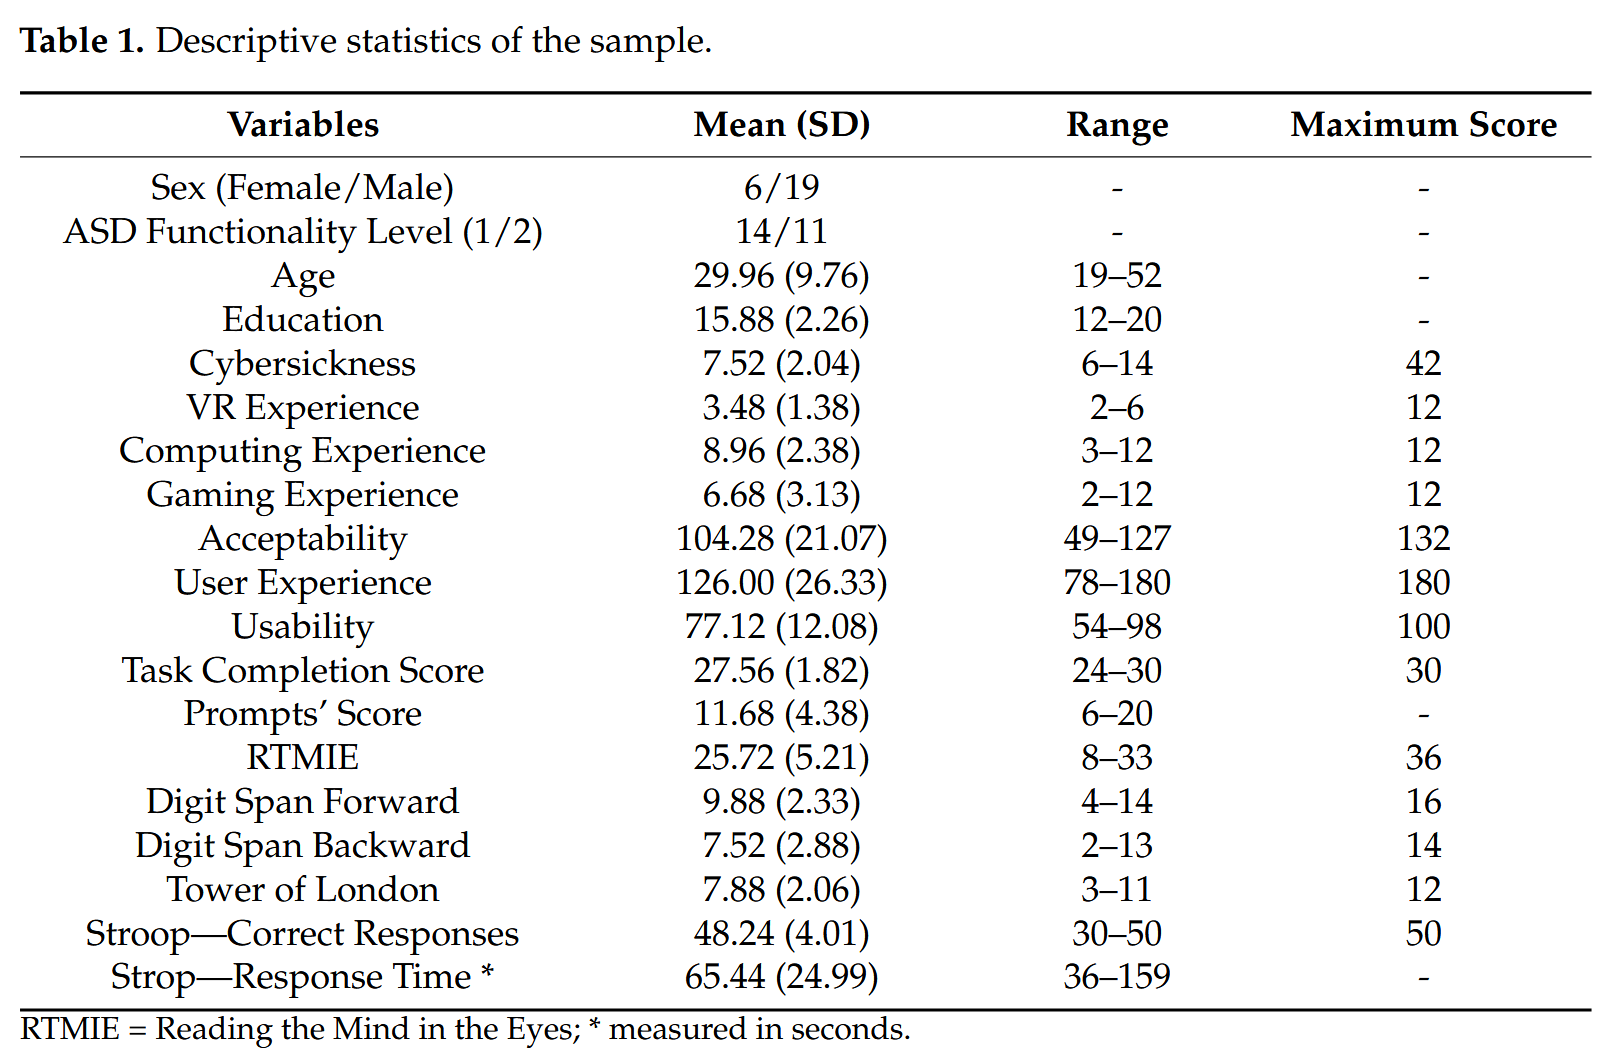 Table 1. Descriptive statistics of the sample.
Variables Mean (SD) Range Maximum Score
Sex (Female/Male) 6/19 - -
ASD Functionality Level (1/2) 14/11 - -
Age 29.96 (9.76) 19–52 -
Education 15.88 (2.26) 12–20 -
Cybersickness 7.52 (2.04) 6–14 42
VR Experience 3.48 (1.38) 2–6 12
Computing Experience 8.96 (2.38) 3–12 12
Gaming Experience 6.68 (3.13) 2–12 12
Acceptability 104.28 (21.07) 49–127 132
User Experience 126.00 (26.33) 78–180 180
Usability 77.12 (12.08) 54–98 100
Task Completion Score 27.56 (1.82) 24–30 30
Prompts’ Score 11.68 (4.38) 6–20 -
RTMIE 25.72 (5.21) 8–33 36
Digit Span Forward 9.88 (2.33) 4–14 16
Digit Span Backward 7.52 (2.88) 2–13 14
Tower of London 7.88 (2.06) 3–11 12
Stroop—Correct Responses 48.24 (4.01) 30–50 50
Strop—Response Time * 65.44 (24.99) 36–159 -
RTMIE = Reading the Mind in the Eyes; * measured in seconds.